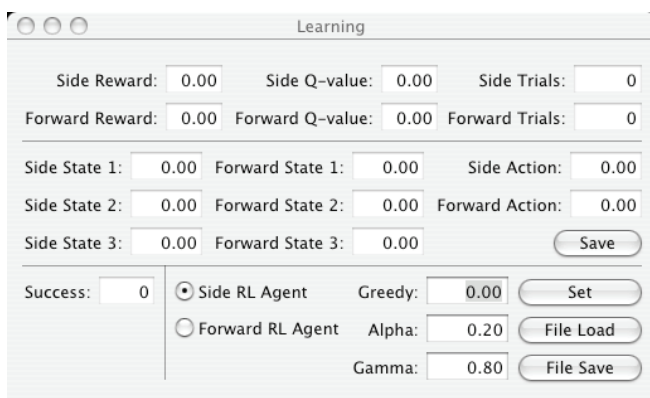 Learning
Side Reward: 0.00 Side Q-value: 0.00 Side Trials: 0
Forward Reward: 0.00 Forward Q-value: 0.00 Forward Trials: 0
Side State 1: 0.00 Forward State 1: 0.00 Side Action: 0.00
Side State 2: 0.00 Forward State 2: 0.00 Forward Action: 0.00
Side State 3: 0.00 Forward State 3: 0.00 Save
Success: 0 Side RL Agent Greedy: 0.00 Set
Forward RL Agent Alpha: 0.20 File Load
Gamma: 0.80 File Save